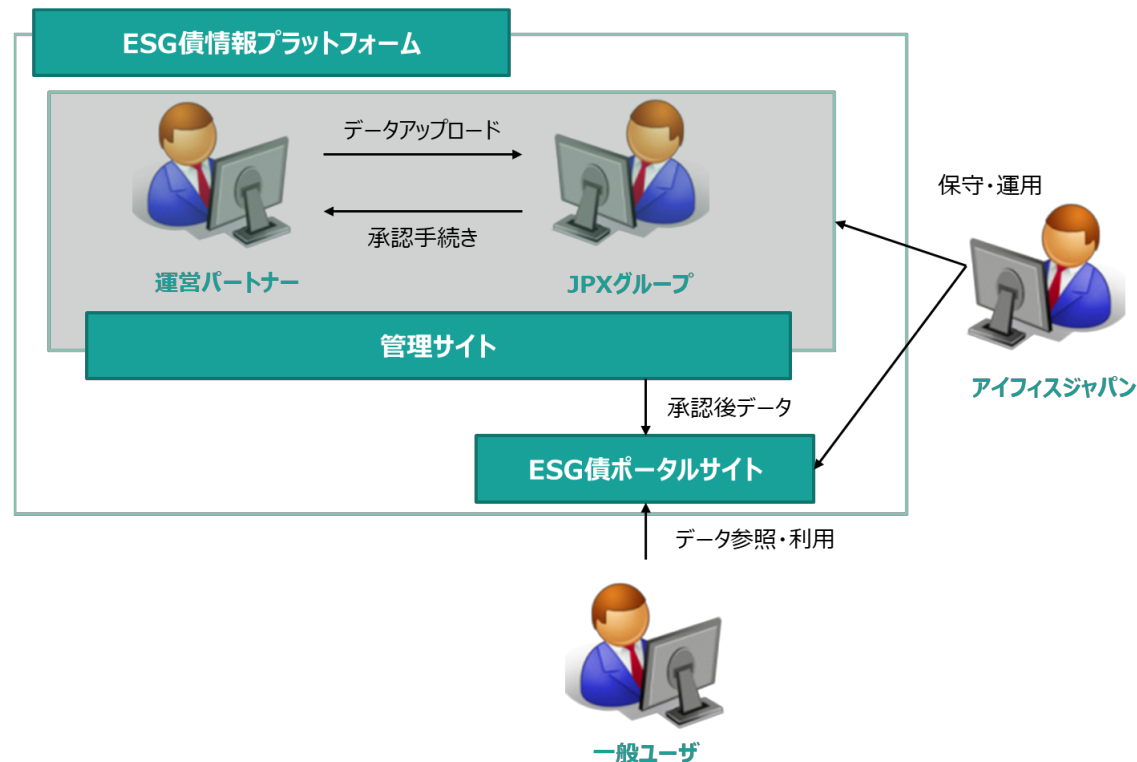 ESG債情報プラットフォーム
データアップロード
承認手続き
運営パートナー
JPXグループ
管理サイト
保守・運用
アイフィスジャパン
承認後データ
ESG債ポータルサイト
データ参照・利用
一般ユーザ